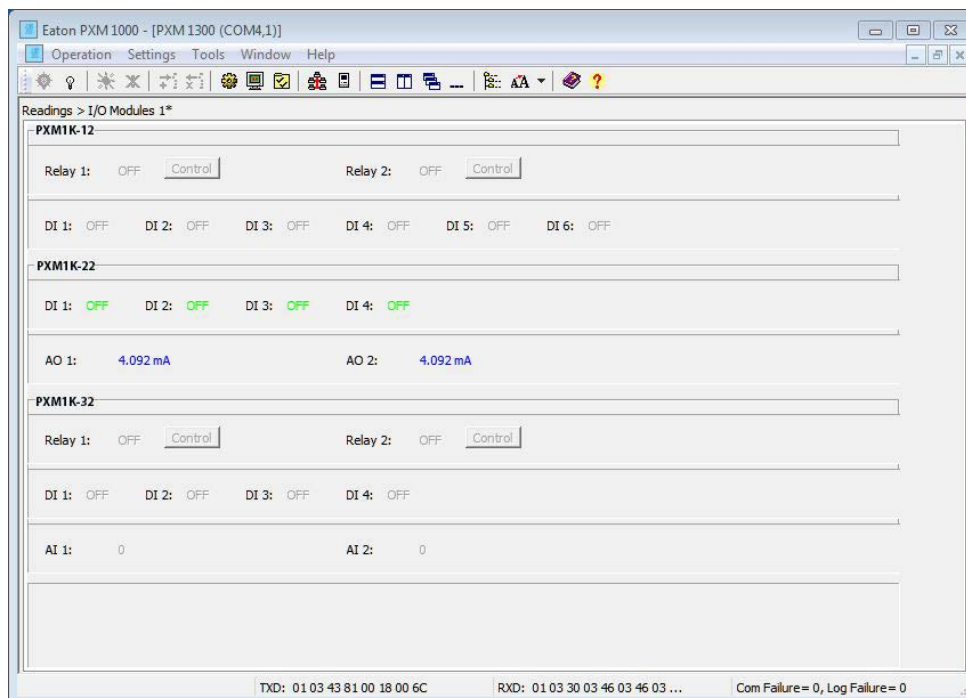 Eaton PXM 1000 - [PXM 1300 (COM4,1)]
Operation Settings Tools Window Help
Readings > I/O Modules 1*
PXM1K-12
Relay 1: OFF Control Relay 2: OFF Control
DI 1: OFF DI 2: OFF DI 3: OFF DI 4: OFF DI 5: OFF DI 6: OFF
PXM1K-22
DI 1: OFF DI 2: OFF DI 3: OFF DI 4: OFF
AO 1: 4.092 mA AO 2: 4.092 mA
PXM1K-32
Relay 1: OFF Control Relay 2: OFF Control
DI 1: OFF DI 2: OFF DI 3: OFF DI 4: OFF
AI 1: 0 AI 2: 0
TXD: 01 03 43 81 00 18 00 6C RXD: 01 03 30 03 46 03 46 03 ... Com Failure= 0, Log Failure= 0